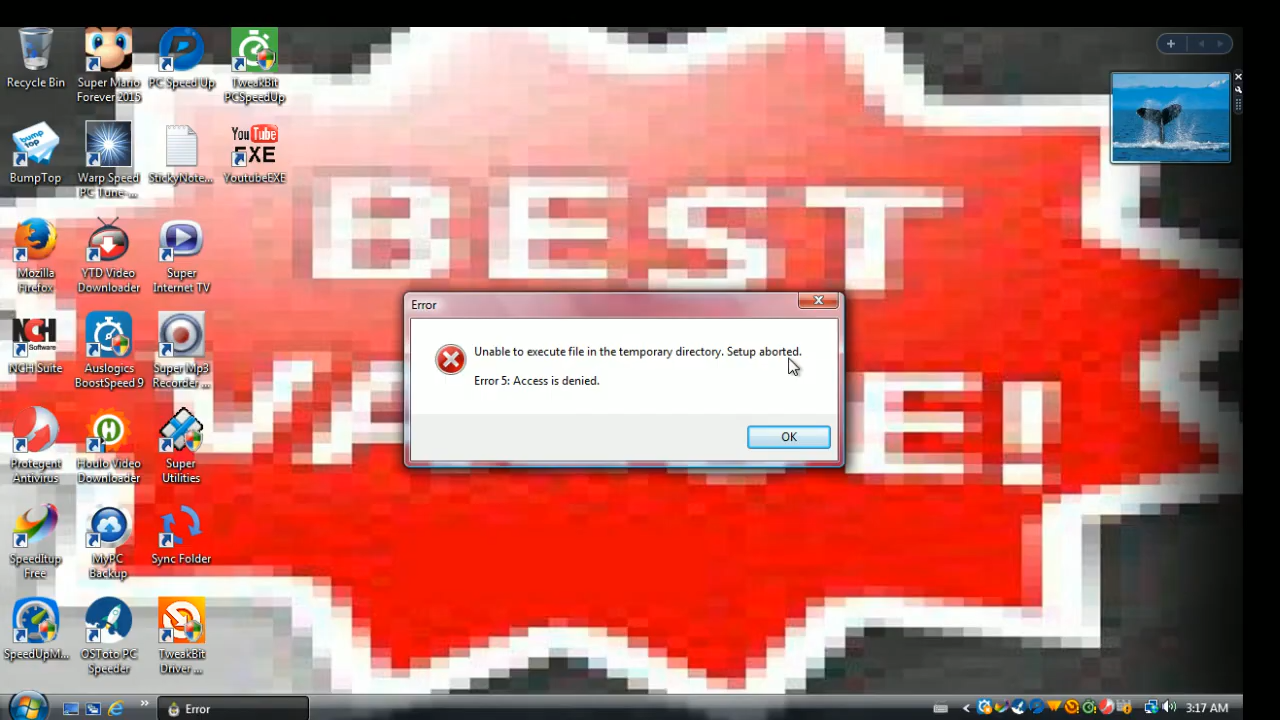 Recycle Bin
Super Mario
Forever 2015
PC Speed Up
TweakBit
PCSpeedUp
bump
top
You Tube
EXE
BumpTop
Warp Speed
PC Tune-...
StickyNote...
YoutubeEXE
BEST
Mozilla
Firefox
YTD Video
Downloader
Super
Internet TV
Error
Unable to execute file in the temporary directory. Setup aborted.
Error 5: Access is denied.
OK
NCH
Software
NCH Suite
Auslogics
BoostSpeed 9
Super Mp3
Recorder ...
Protegent
Antivirus
Houlo Video
Downloader
Super
Utilities
SpeedItup
Free
MyPC
Backup
Sync Folder
SpeedUpM...
OSToto PC
Speeder
TweakBit
Driver ...
Error
3:17 AM